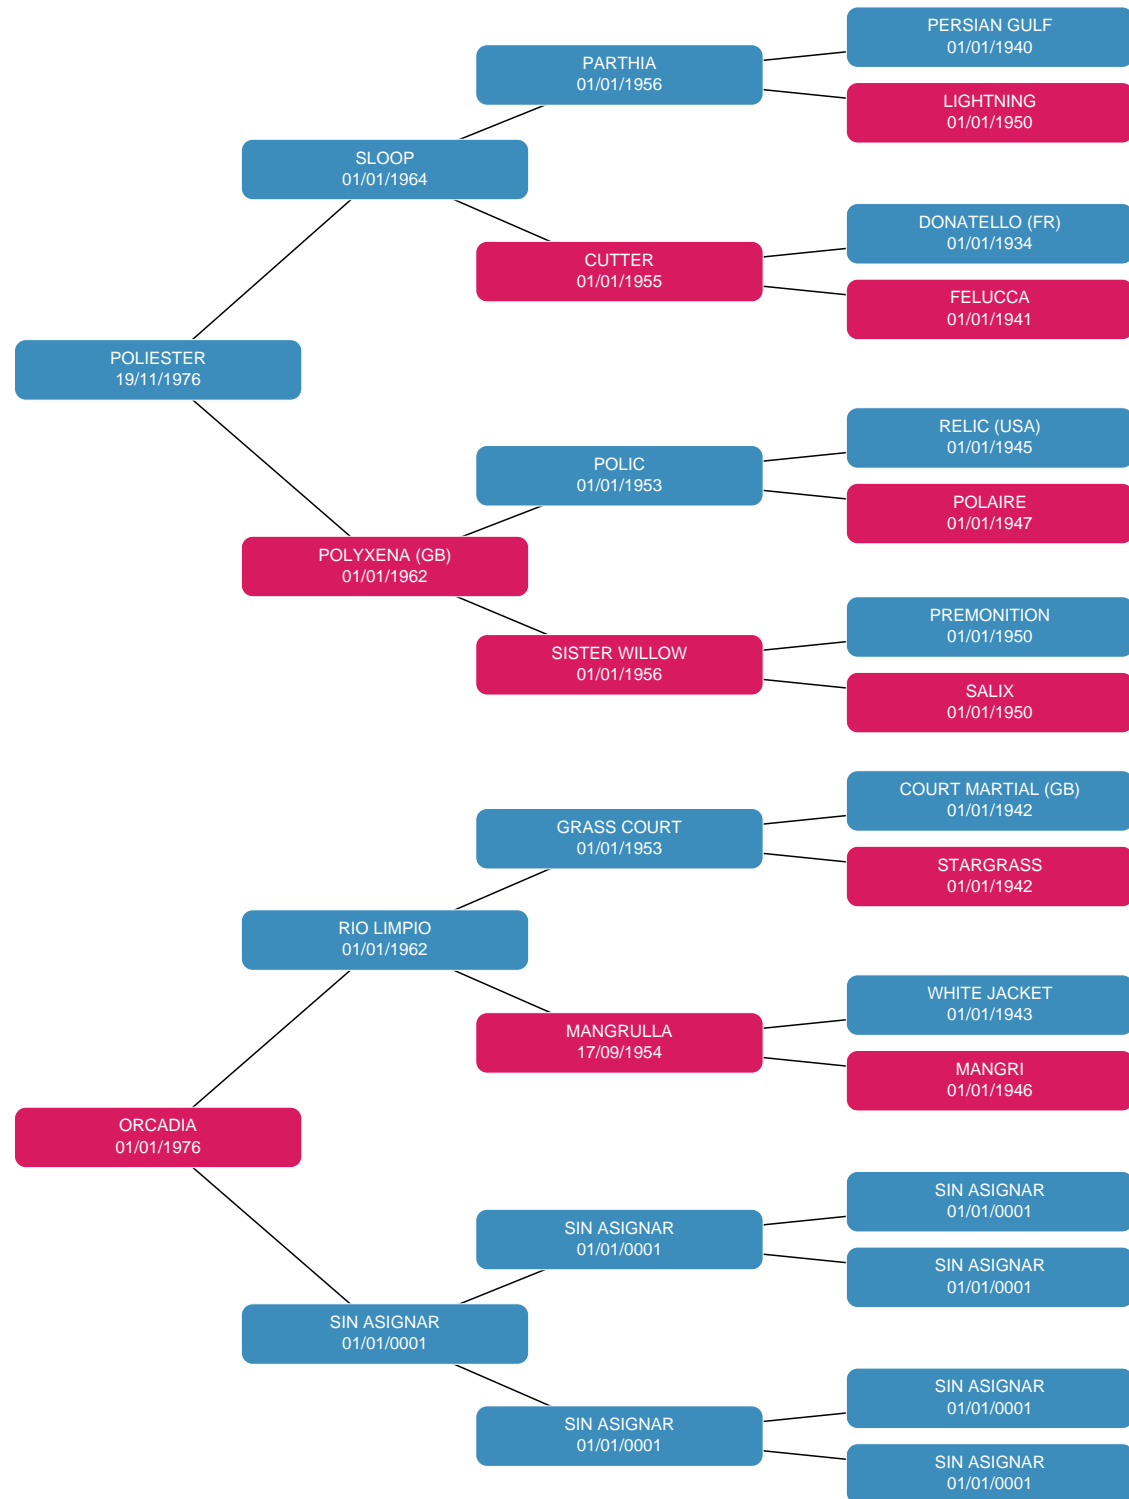 PERSIAN GULF
01/01/1940
PARTHIA
01/01/1956
LIGHTNING
01/01/1950
SLOOP
01/01/1964
DONATELLO (FR)
01/01/1934
CUTTER
01/01/1955
FELUCCA
01/01/1941
POLIESTER
19/11/1976
RELIC (USA)
01/01/1945
POLIC
01/01/1953
POLAIRE
01/01/1947
POLYXENA (GB)
01/01/1962
PREMONITION
01/01/1950
SISTER WILLOW
01/01/1956
SALIX
01/01/1950
COURT MARTIAL (GB)
01/01/1942
GRASS COURT
01/01/1953
STARGRASS
01/01/1942
RIO LIMPIO
01/01/1962
WHITE JACKET
01/01/1943
MANGRULLA
17/09/1954
MANGRI
01/01/1946
ORCADIA
01/01/1976
SIN ASIGNAR
01/01/0001
SIN ASIGNAR
01/01/0001
SIN ASIGNAR
01/01/0001
SIN ASIGNAR
01/01/0001
SIN ASIGNAR
01/01/0001
SIN ASIGNAR
01/01/0001
SIN ASIGNAR
01/01/0001